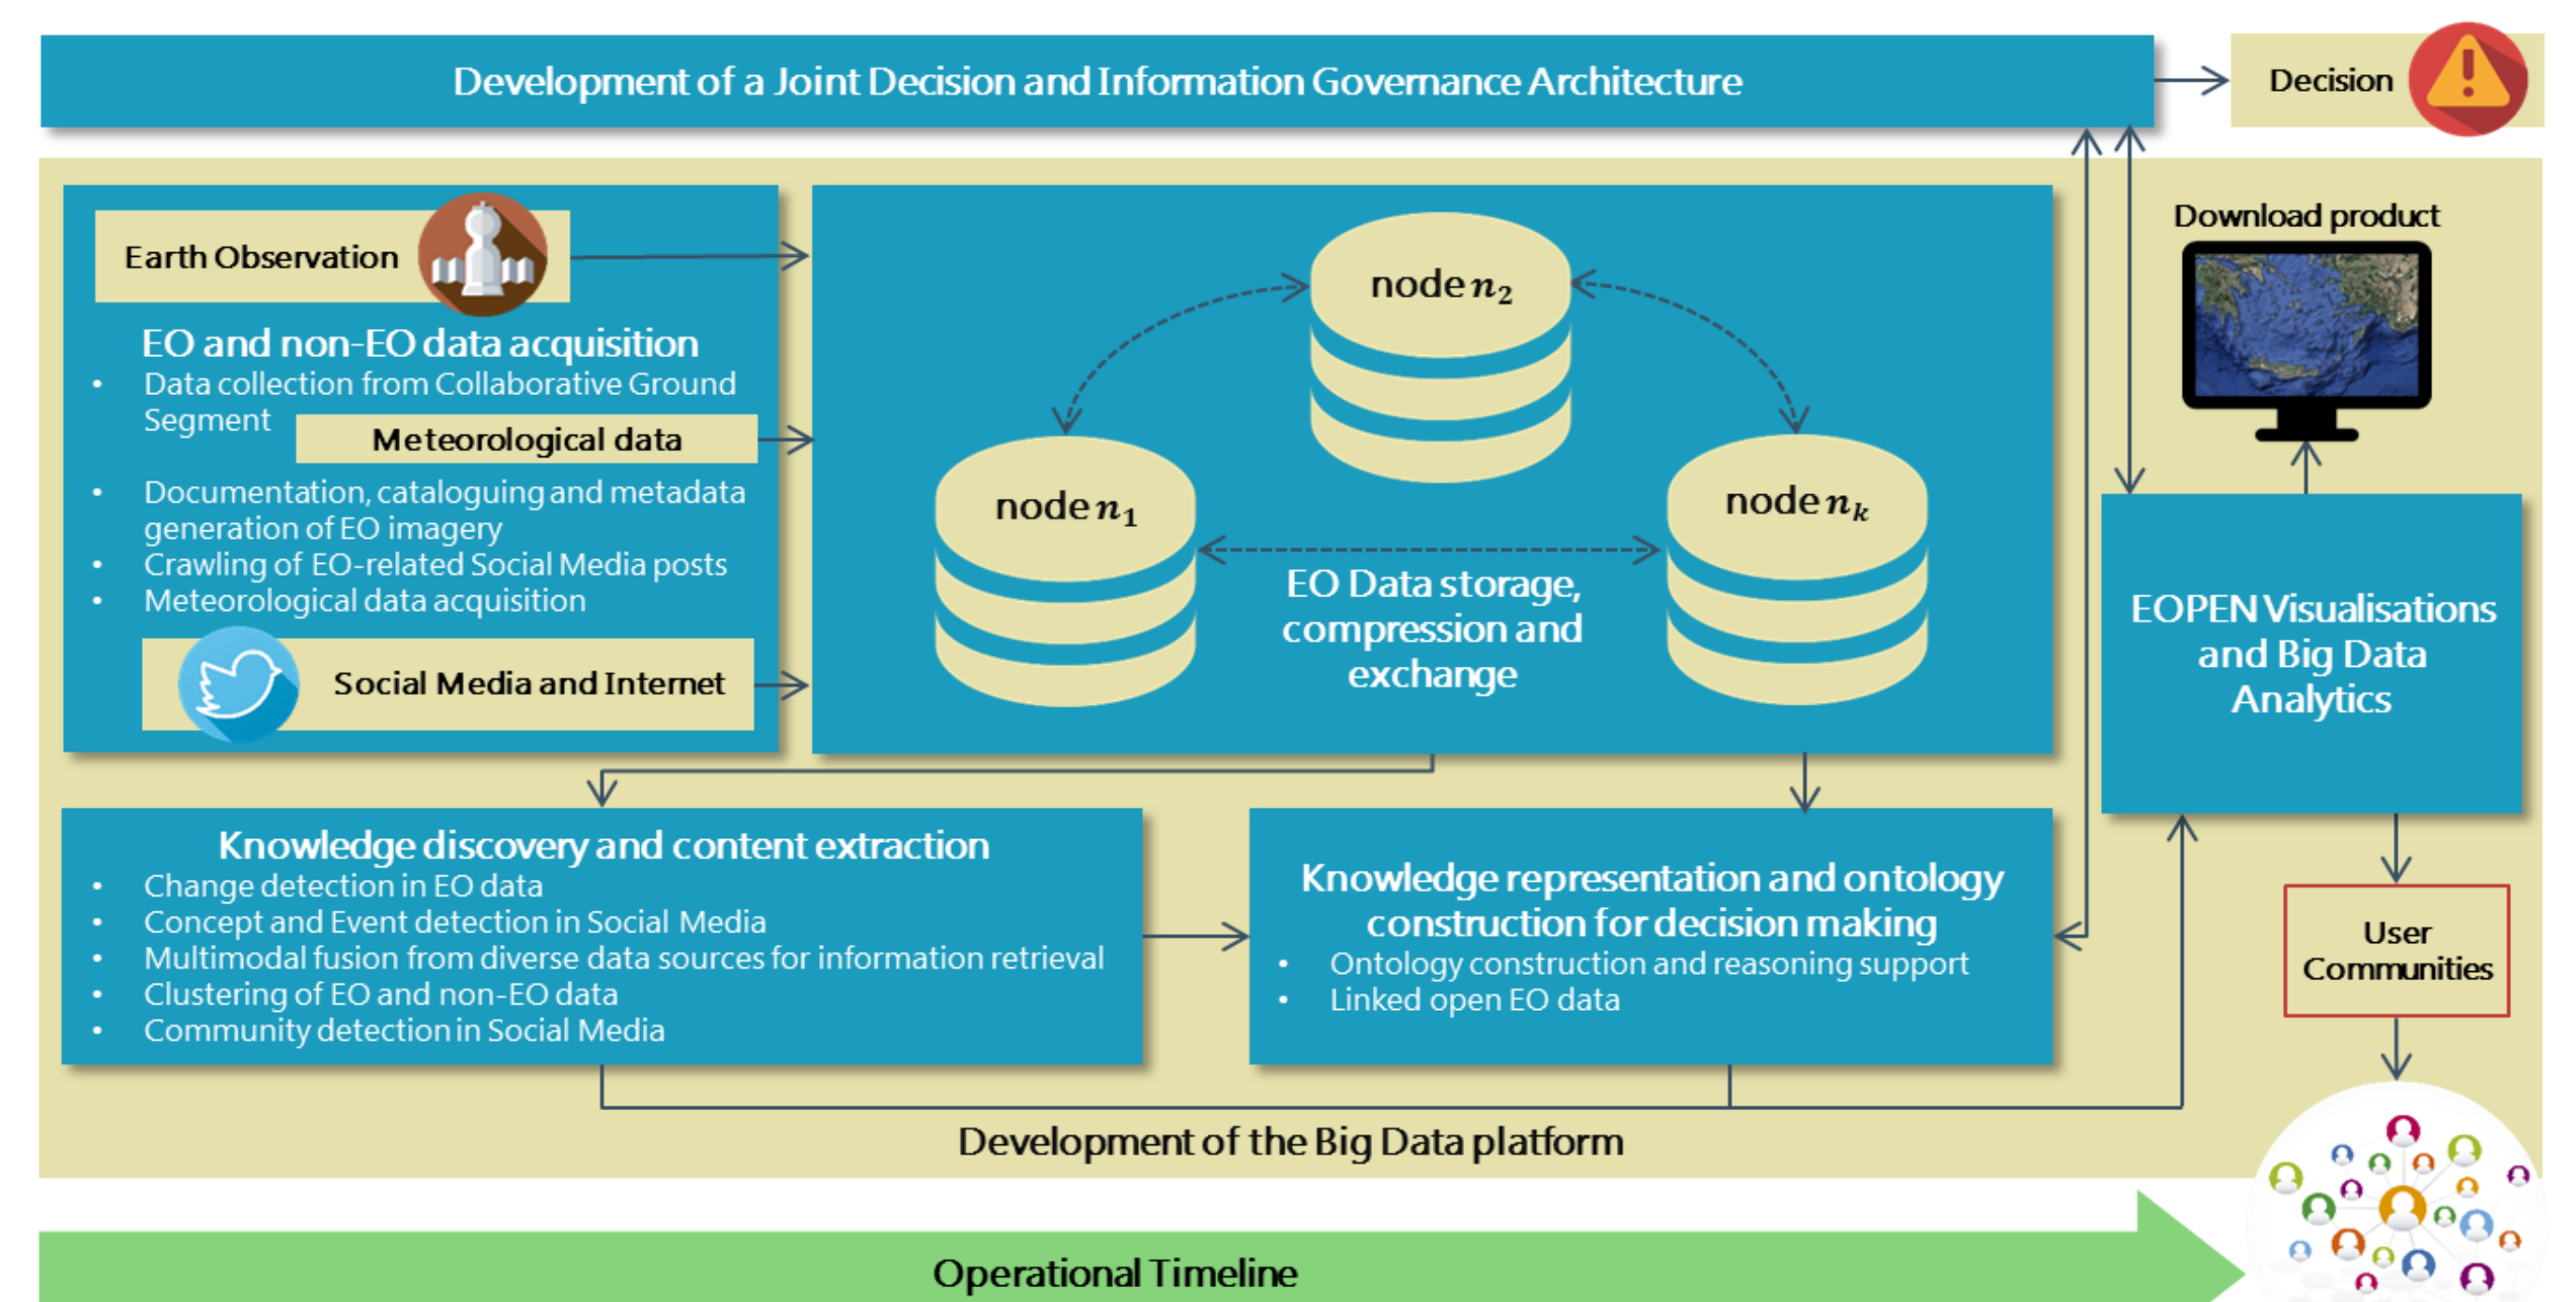 Development of a Joint Decision and Information Governance Architecture
Decision
Earth Observation
EO and non-EO data acquisition
• Data collection from Collaborative Ground
Segment
Meteorological data
• Documentation, cataloguing and metadata
generation of EO imagery
• Crawling of EO-related Social Media posts
• Meteorological data acquisition
Social Media and Internet
node n₂
node n₁
node nₖ
EO Data storage,
compression and
exchange
Download product
EOPEN Visualisations
and Big Data
Analytics
Knowledge discovery and content extraction
• Change detection in EO data
• Concept and Event detection in Social Media
• Multimodal fusion from diverse data sources for information retrieval
• Clustering of EO and non-EO data
• Community detection in Social Media
Knowledge representation and ontology
construction for decision making
• Ontology construction and reasoning support
• Linked open EO data
User
Communities
Development of the Big Data platform
Operational Timeline